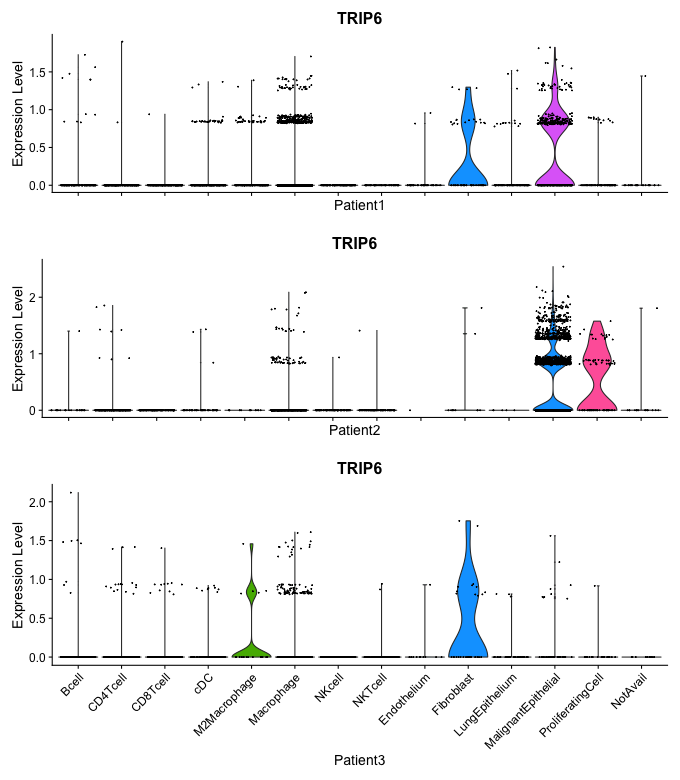 TRIP6
Expression Level
1.5
1.0
0.5
0.0
Patient1
TRIP6
Expression Level
2
1
0
Patient2
TRIP6
Expression Level
2.0
1.5
1.0
0.5
0.0
Bcell
CD4Tcell
CD8Tcell
cDC
M2Macrophage
Macrophage
NKcell
NKTcell
Endothelium
Fibroblast
LungEpithelium
MalignantEpithelial
ProliferatingCell
NotAvail
Patient3